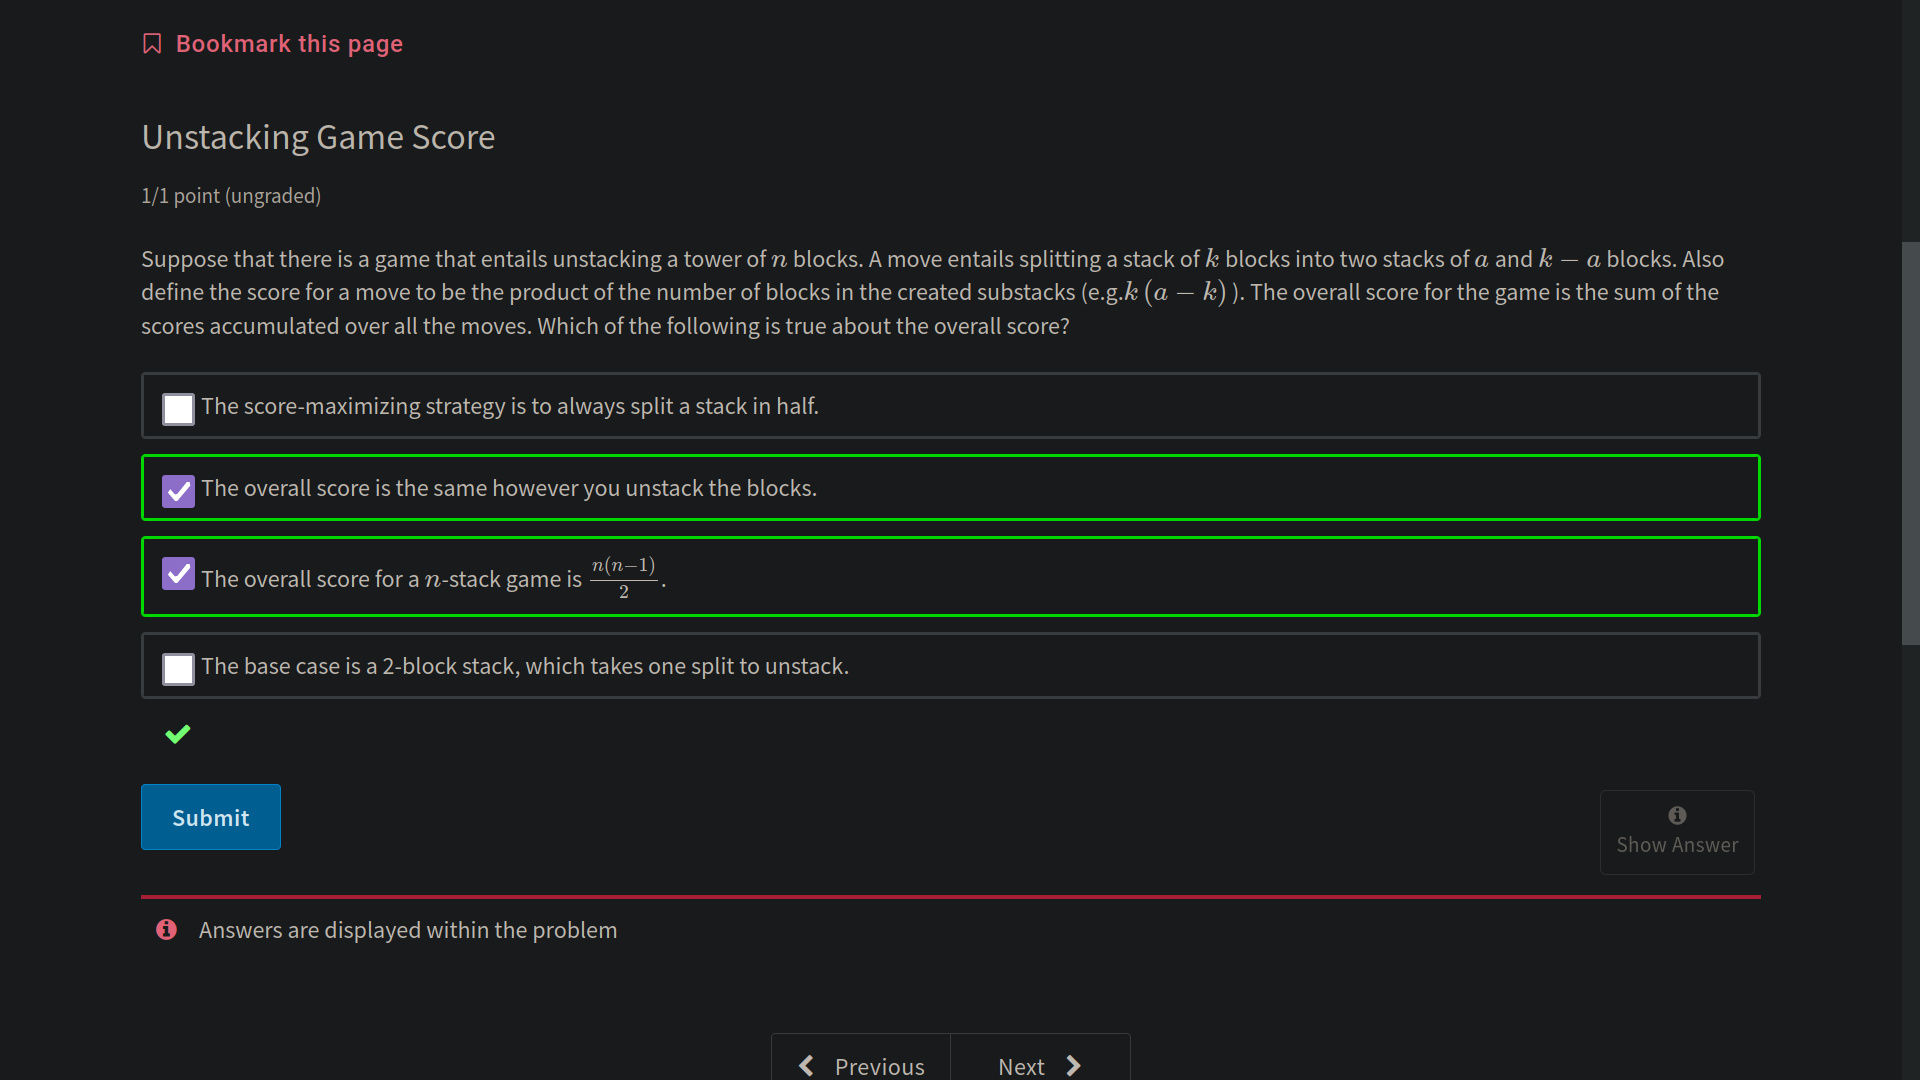 Bookmark this page
Unstacking Game Score
1/1 point (ungraded)
Suppose that there is a game that entails unstacking a tower of n blocks. A move entails splitting a stack of k blocks into two stacks of a and k − a blocks. Also
define the score for a move to be the product of the number of blocks in the created substacks (e.g.k (a − k) ). The overall score for the game is the sum of the
scores accumulated over all the moves. Which of the following is true about the overall score?
The score-maximizing strategy is to always split a stack in half.
The overall score is the same however you unstack the blocks.
The overall score for a n-stack game is n(n−1)/2.
The base case is a 2-block stack, which takes one split to unstack.
Submit
Show Answer
Answers are displayed within the problem
Previous Next